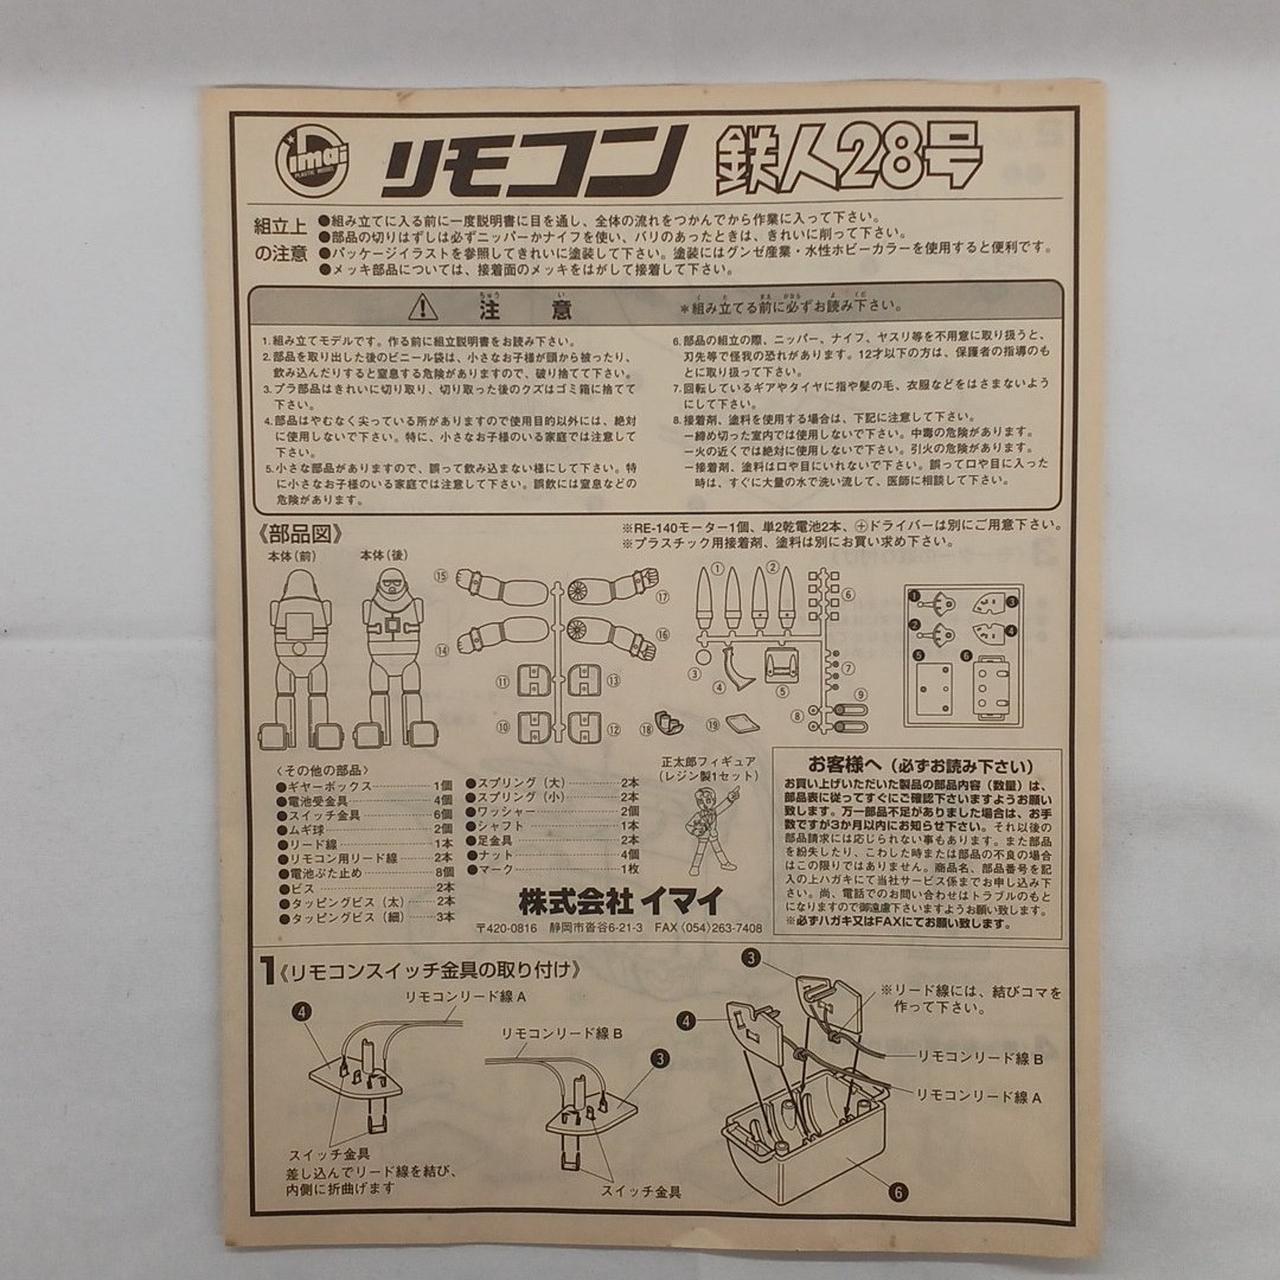 imai
PLASTIC MODEL
リモコン 鉄人28号
組立上の注意
●組み立てに入る前に一度説明書に目を通し、全体の流れをつかんでから作業に入って下さい。
●部品の切りはずしは必ずニッパーかナイフを使い、バリのあったときは、きれいに削って下さい。
●パッケージイラストを参照してきれいに塗装して下さい。塗装にはグンゼ産業・水性ホビーカラーを使用すると便利です。
●メッキ部品については、接着面のメッキをはがして接着して下さい。
注意 *組み立てる前に必ずお読み下さい。
1.組み立てモデルです。作る前に組立説明書をお読み下さい。
2.部品を取り出した後のビニール袋は、小さなお子様が頭から被ったり、
飲み込んだりすると窒息する危険がありますので、破り捨てて下さい。
3.プラ部品はきれいに切り取り、切り取った後のクズはゴミ箱に捨てて
下さい。
4.部品はやむなく尖っている所がありますので使用目的以外には、絶対
に使用しないで下さい。特に、小さなお子様のいる家庭では注意して
下さい。
5.小さな部品がありますので、誤って飲み込まない様にして下さい。特
に小さなお子様のいる家庭では注意して下さい。誤飲には窒息などの
危険があります。
6.部品の組立の際、ニッパー、ナイフ、ヤスリ等を不用意に取り扱うと、
刃先等で怪我の恐れがあります。12才以下の方は、保護者の指導のも
とに取り扱って下さい。
7.回転しているギアやタイヤに指や髪の毛、衣服などをはさまないよう
にして下さい。
8.接着剤、塗料を使用する場合は、下記に注意して下さい。
ー締め切った室内では使用しないで下さい。中毒の危険があります。
ー火の近くでは絶対に使用しないで下さい。引火の危険があります。
ー接着剤、塗料は口や目にいれないで下さい。誤って口や目に入った
時は、すぐに大量の水で洗い流して、医師に相談して下さい。
《部品図》
※RE-140モーター1個、単2乾電池2本、⊕ドライバーは別にご用意下さい。
※プラスチック用接着剤、塗料は別にお買い求め下さい。
本体(前) 本体(後)
⑮ ⑰ ⑭ ⑯ ⑪ ⑬ ⑩ ⑫
① ② ⑥ ③ ④ ⑤ ⑦ ⑨ ⑧ ⑱ ⑲
❶ ❸ ❷ ❹ ❺ ❻
〈その他の部品〉
●ギヤーボックス 1個
●電池受金具 4個
●スイッチ金具 6個
●ムギ球 2個
●リード線 1本
●リモコン用リード線 2本
●電池ぶた止め 8個
●ビス 2本
●タッピングビス(太) 2本
●タッピングビス(細) 3本
●スプリング(大) 2本
●スプリング(小) 2本
●ワッシャー 2個
●シャフト 1本
●足金具 2本
●ナット 4個
●マーク 1枚
正太郎フィギュア
(レジン製1セット)
株式会社 イマイ
〒420-0816 静岡市沓谷6-21-3 FAX〈054〉263-7408
お客様へ(必ずお読み下さい)
お買い上げいただいた製品の部品内容(数量)は、
部品表に従ってすぐにご確認下さいますようお願い
致します。万一部品不足がありました場合は、お手
数ですが3か月以内にお知らせ下さい。それ以後の
部品請求には応じられない事もあります。また部品
を紛失したり、こわした時または部品の不良の場合
はこの限りではありません。商品名、部品番号を記
入の上ハガキにて当社サービス係までお申し込み下
さい。尚、電話でのお問い合わせはトラブルのもと
になりますので御遠慮下さいますようお願い致します。
※必ずハガキ又はFAXにてお願い致します。
1《リモコンスイッチ金具の取り付け》
❹
リモコンリード線A
スイッチ金具
差し込んでリード線を結び、
内側に折曲げます
リモコンリード線B
❸
スイッチ金具
❸
❹
※リード線には、結びコマを
作って下さい。
リモコンリード線B
リモコンリード線A
❻